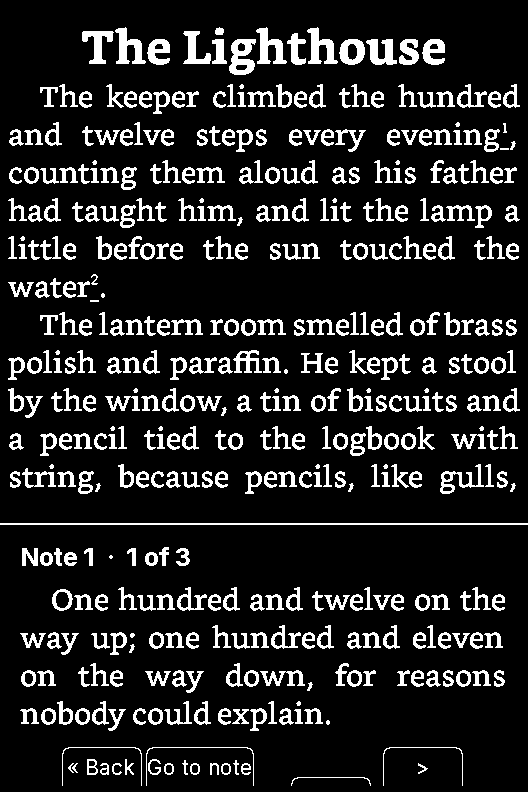 The Lighthouse
The keeper climbed the hundred
and twelve steps every evening¹,
counting them aloud as his father
had taught him, and lit the lamp a
little before the sun touched the
water².
The lantern room smelled of brass
polish and paraffin. He kept a stool
by the window, a tin of biscuits and
a pencil tied to the logbook with
string, because pencils, like gulls,
Note 1 · 1 of 3
One hundred and twelve on the
way up; one hundred and eleven
on the way down, for reasons
nobody could explain.
« Back Go to note >